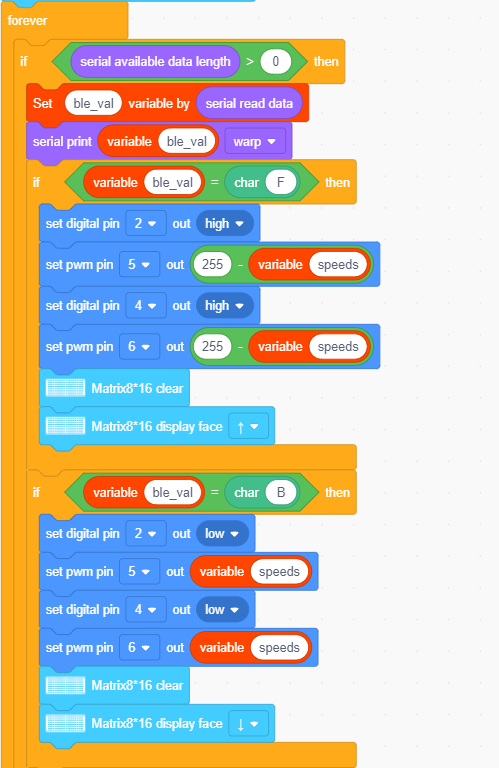 forever
if serial available data length > 0 then
Set ble_val variable by serial read data
serial print variable ble_val warp
if variable ble_val = char F then
set digital pin 2 out high
set pwm pin 5 out 255 - variable speeds
set digital pin 4 out high
set pwm pin 6 out 255 - variable speeds
Matrix8*16 clear
Matrix8*16 display face ↑
if variable ble_val = char B then
set digital pin 2 out low
set pwm pin 5 out variable speeds
set digital pin 4 out low
set pwm pin 6 out variable speeds
Matrix8*16 clear
Matrix8*16 display face ↓